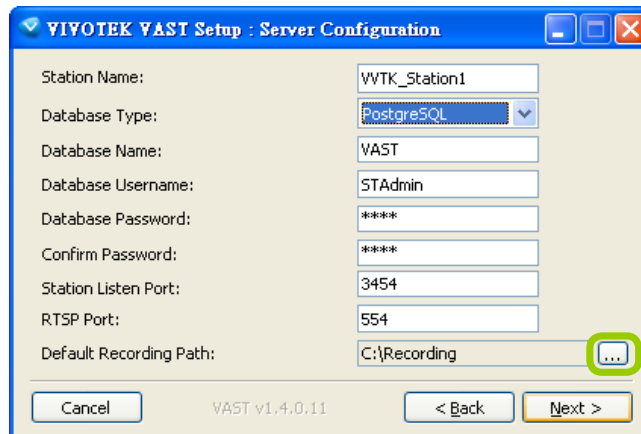 VIVOTEK VAST Setup : Server Configuration
Station Name: VVTK_Station1
Database Type: PostgreSQL
Database Name: VAST
Database Username: STAdmin
Database Password: ****
Confirm Password: ****
Station Listen Port: 3454
RTSP Port: 554
Default Recording Path: C:\Recording ...
Cancel VAST v1.4.0.11 < Back Next >